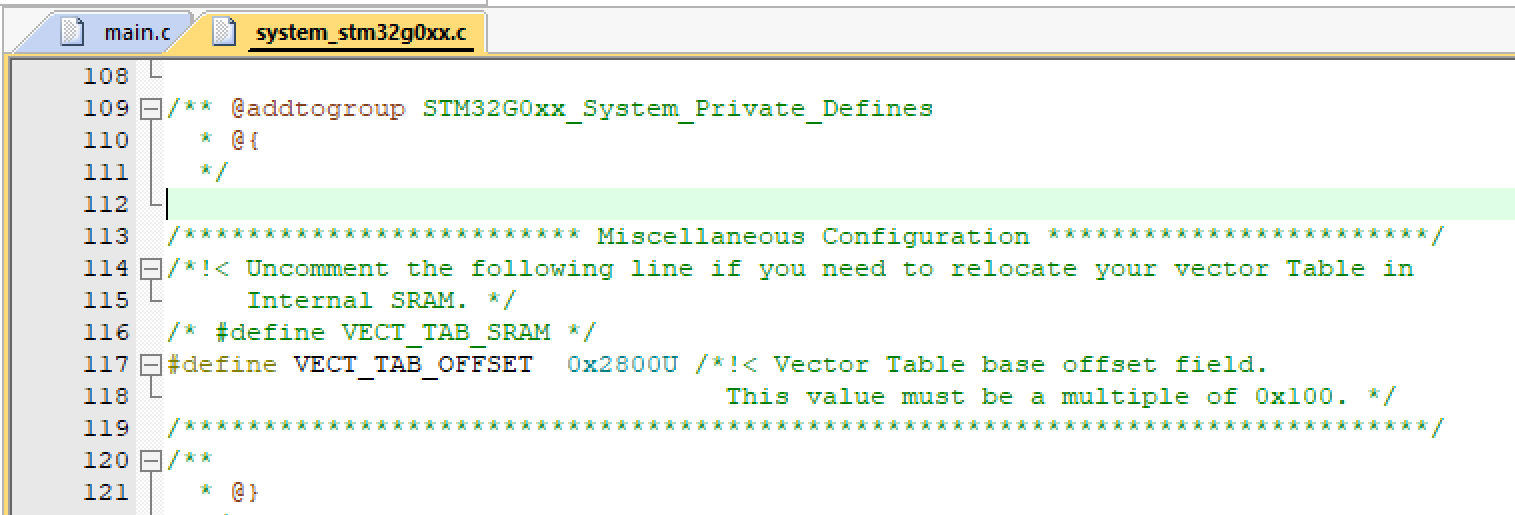 main.c system_stm32g0xx.c
108
109 /** @addtogroup STM32G0xx_System_Private_Defines
110 * @{
111 */
112
113 /************************* Miscellaneous Configuration ************************/
114 /*!< Uncomment the following line if you need to relocate your vector Table in
115 Internal SRAM. */
116 /* #define VECT_TAB_SRAM */
117 #define VECT_TAB_OFFSET 0x2800U /*!< Vector Table base offset field.
118 This value must be a multiple of 0x100. */
119 /******************************************************************************/
120 /**
121 * @}